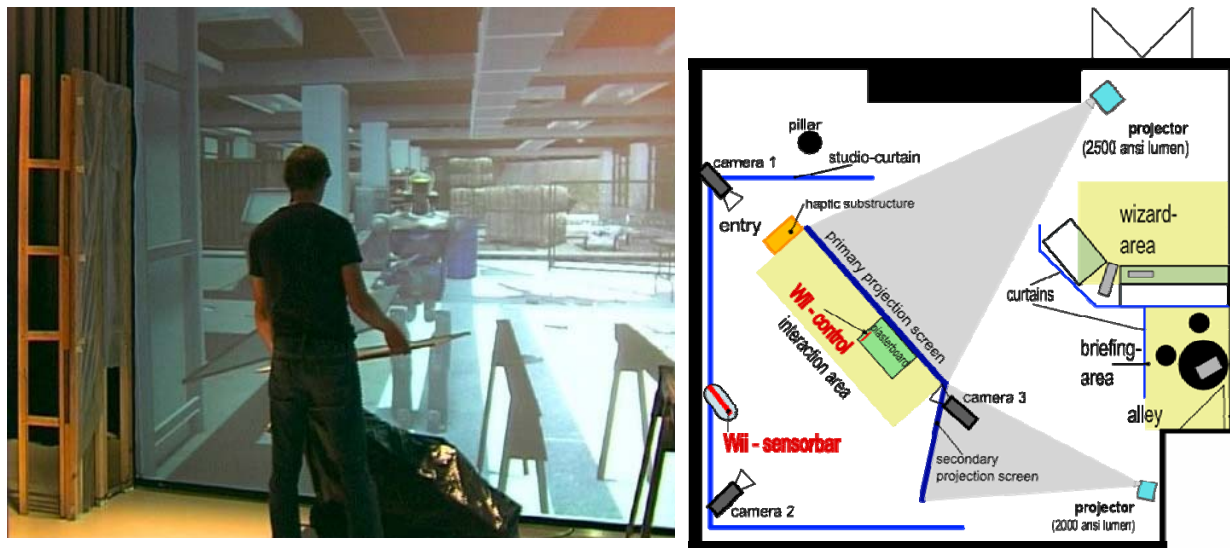 pillar
camera 1
studio-curtain
haptic substructure
entry
projector
(2500 ansi lumen)
wizard-
area
primary projection screen
curtains
WII - control
plasterboard
interaction area
briefing-
area
alley
camera 3
Wii - sensorbar
secondary
projection screen
camera 2
projector
(2000 ansi lumen)